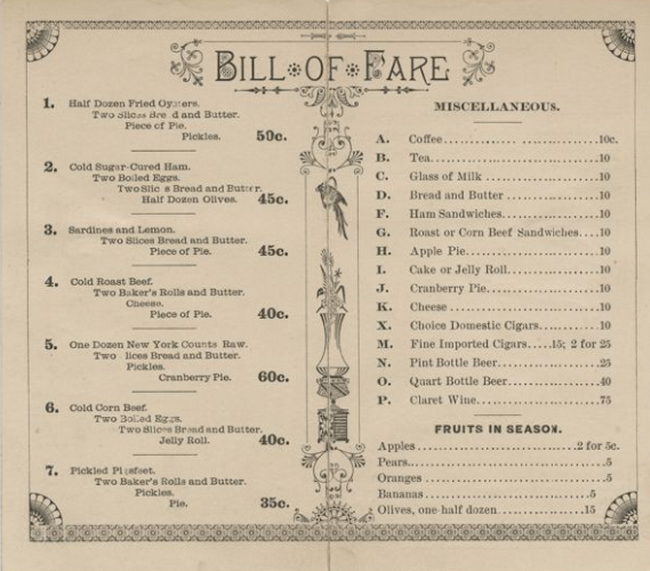 BILL OF FARE
1. Half Dozen Fried Oysters.
Two Slices Bread and Butter.
Piece of Pie.
Pickles. 50c.
2. Cold Sugar-Cured Ham.
Two Boiled Eggs.
Two Slices Bread and Butter.
Half Dozen Olives. 45c.
3. Sardines and Lemon.
Two Slices Bread and Butter.
Piece of Pie. 45c.
4. Cold Roast Beef.
Two Baker's Rolls and Butter.
Cheese.
Piece of Pie. 40c.
5. One Dozen New York Counts Raw.
Two Slices Bread and Butter.
Pickles.
Cranberry Pie. 60c.
6. Cold Corn Beef.
Two Boiled Eggs.
Two Slices Bread and Butter.
Jelly Roll. 40c.
7. Pickled Pigsfeet.
Two Baker's Rolls and Butter.
Pickles.
Pie. 35c.
MISCELLANEOUS.
A. Coffee.... ..........10c.
B. Tea..........10
C. Glass of Milk..........10
D. Bread and Butter..........10
F. Ham Sandwiches..........10
G. Roast or Corn Beef Sandwiches....10
H. Apple Pie..........10
I. Cake or Jelly Roll..........10
J. Cranberry Pie..........10
K. Cheese..........10
X. Choice Domestic Cigars..........10
M. Fine Imported Cigars.....15; 2 for 25
N. Pint Bottle Beer..........25
O. Quart Bottle Beer..........40
P. Claret Wine..........75
FRUITS IN SEASON.
Apples..........2 for 5c.
Pears..........5
Oranges..........5
Bananas..........5
Olives, one-half dozen..........15